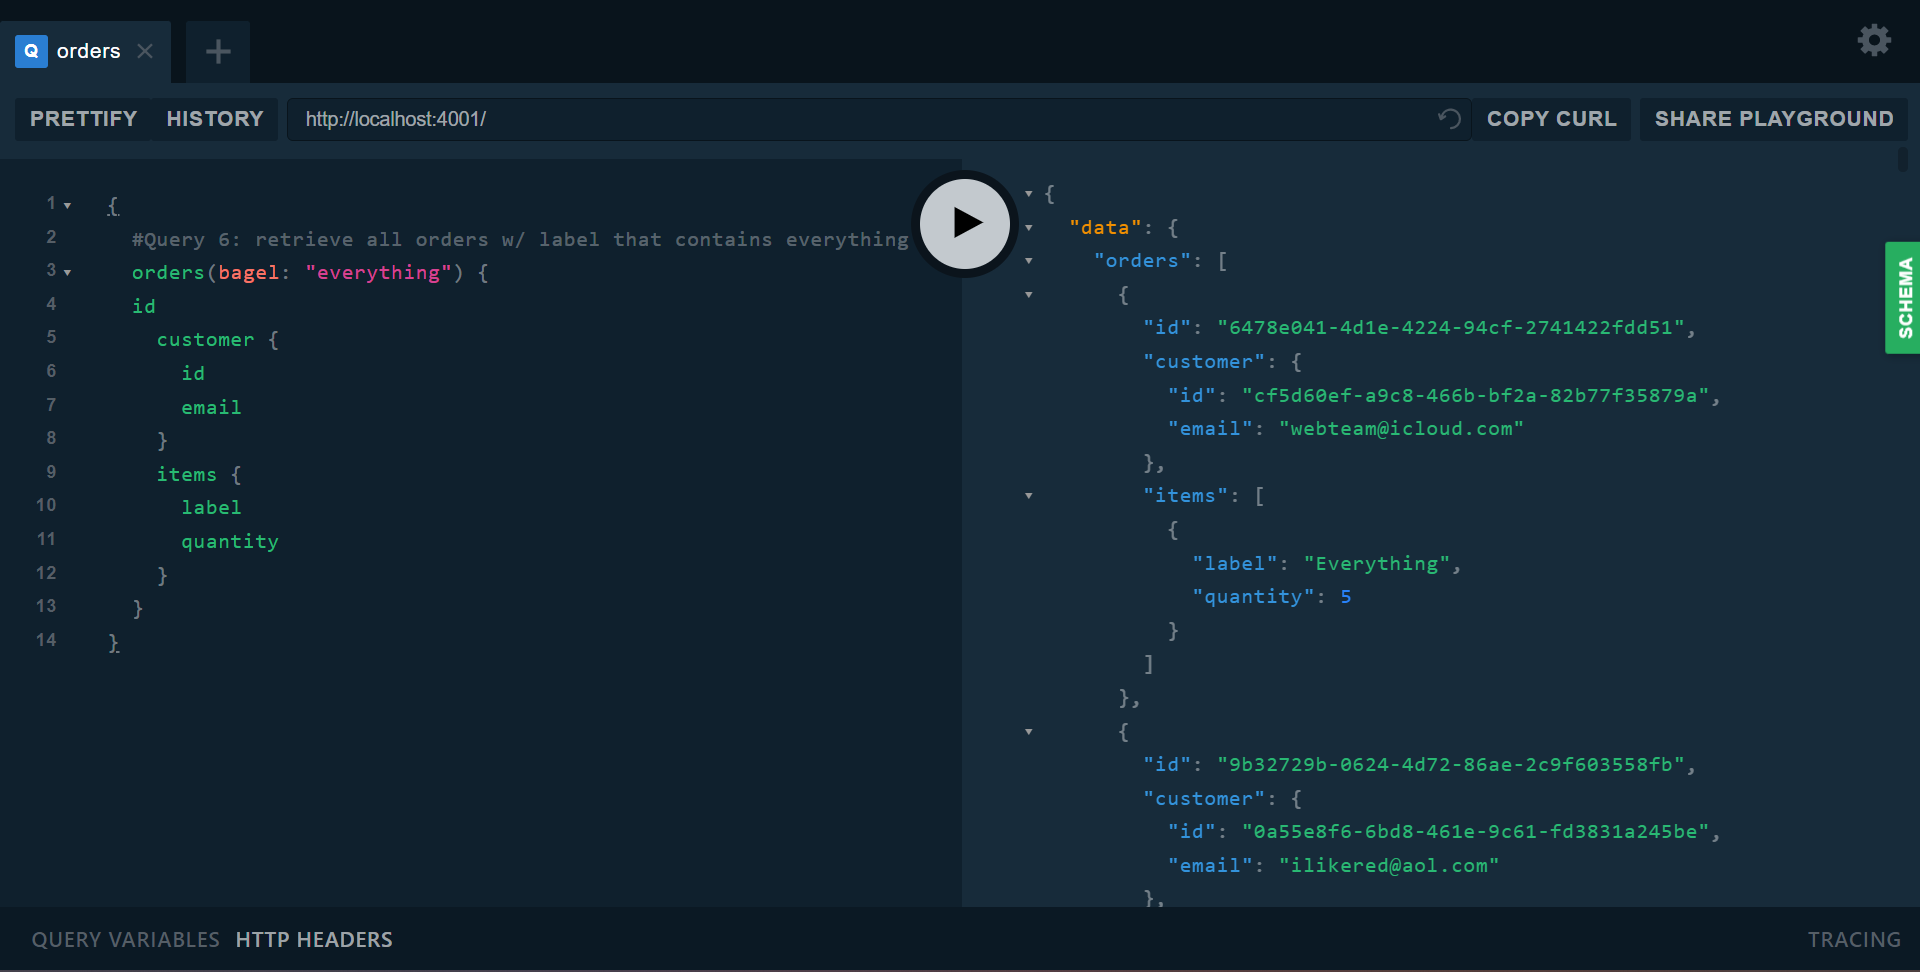 Q orders
PRETTIFY HISTORY http://localhost:4001/ COPY CURL SHARE PLAYGROUND
1 {
2 #Query 6: retrieve all orders w/ label that contains everything
3 orders(bagel: "everything") {
4 id
5 customer {
6 id
7 email
8 }
9 items {
10 label
11 quantity
12 }
13 }
14 }
{
"data": {
"orders": [
{
"id": "6478e041-4d1e-4224-94cf-2741422fdd51",
"customer": {
"id": "cf5d60ef-a9c8-466b-bf2a-82b77f35879a",
"email": "webteam@icloud.com"
},
"items": [
{
"label": "Everything",
"quantity": 5
}
]
},
{
"id": "9b32729b-0624-4d72-86ae-2c9f603558fb",
"customer": {
"id": "0a55e8f6-6bd8-461e-9c61-fd3831a245be",
"email": "ilikered@aol.com"
},
SCHEMA
QUERY VARIABLES HTTP HEADERS TRACING